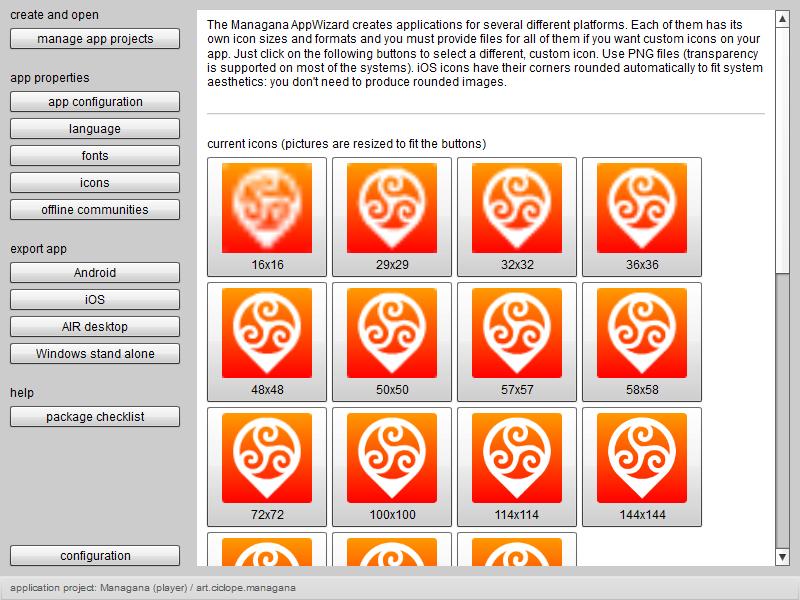 create and open
manage app projects
app properties
app configuration
language
fonts
icons
offline communities
export app
Android
iOS
AIR desktop
Windows stand alone
help
package checklist
configuration
The Managana AppWizard creates applications for several different platforms. Each of them has its
own icon sizes and formats and you must provide files for all of them if you want custom icons on your
app. Just click on the following buttons to select a different, custom icon. Use PNG files (transparency
is supported on most of the systems). iOS icons have their corners rounded automatically to fit system
aesthetics: you don't need to produce rounded images.
current icons (pictures are resized to fit the buttons)
16x16 29x29 32x32 36x36
48x48 50x50 57x57 58x58
72x72 100x100 114x114 144x144
application project: Managana (player) / art.ciclope.managana